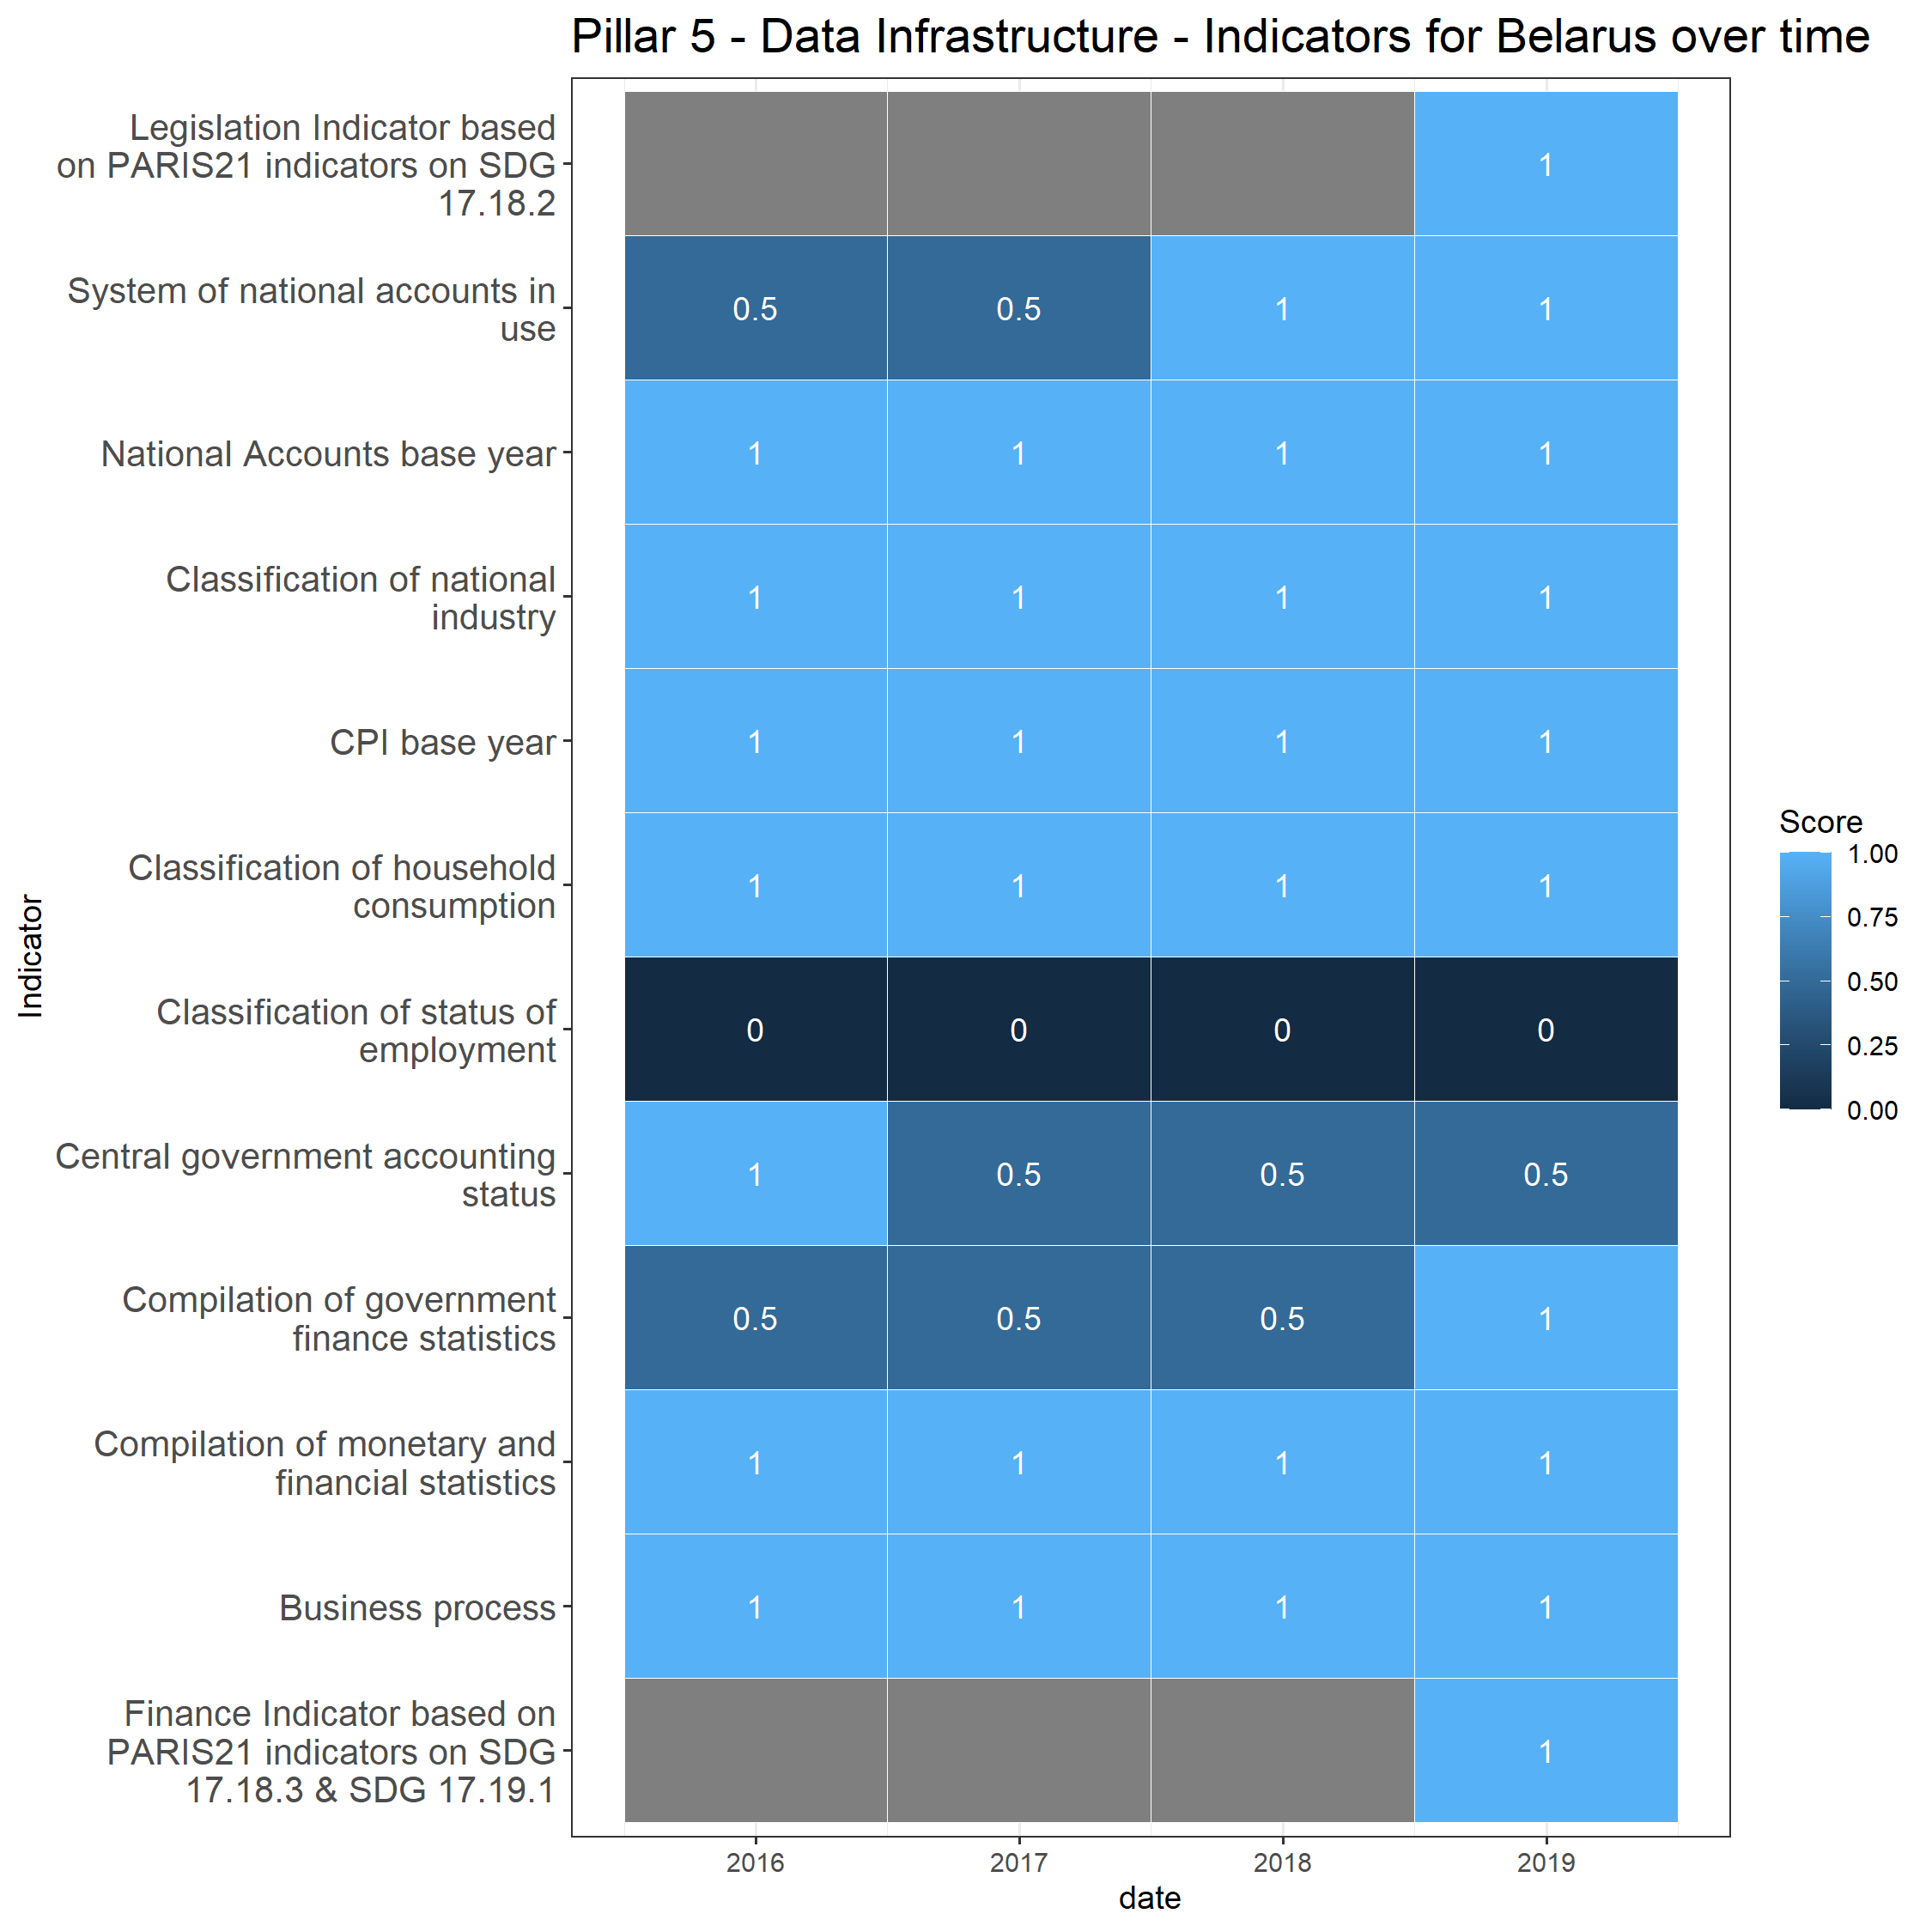 Pillar 5 - Data Infrastructure - Indicators for Belarus over time
Legislation Indicator based
on PARIS21 indicators on SDG
17.18.2
1
System of national accounts in
use
0.5 0.5 1 1
National Accounts base year
1 1 1 1
Classification of national
industry
1 1 1 1
CPI base year
1 1 1 1
Classification of household
consumption
1 1 1 1
Classification of status of
employment
0 0 0 0
Central government accounting
status
1 0.5 0.5 0.5
Compilation of government
finance statistics
0.5 0.5 0.5 1
Compilation of monetary and
financial statistics
1 1 1 1
Business process
1 1 1 1
Finance Indicator based on
PARIS21 indicators on SDG
17.18.3 & SDG 17.19.1
1
Indicator
2016 2017 2018 2019
date
Score
1.00
0.75
0.50
0.25
0.00